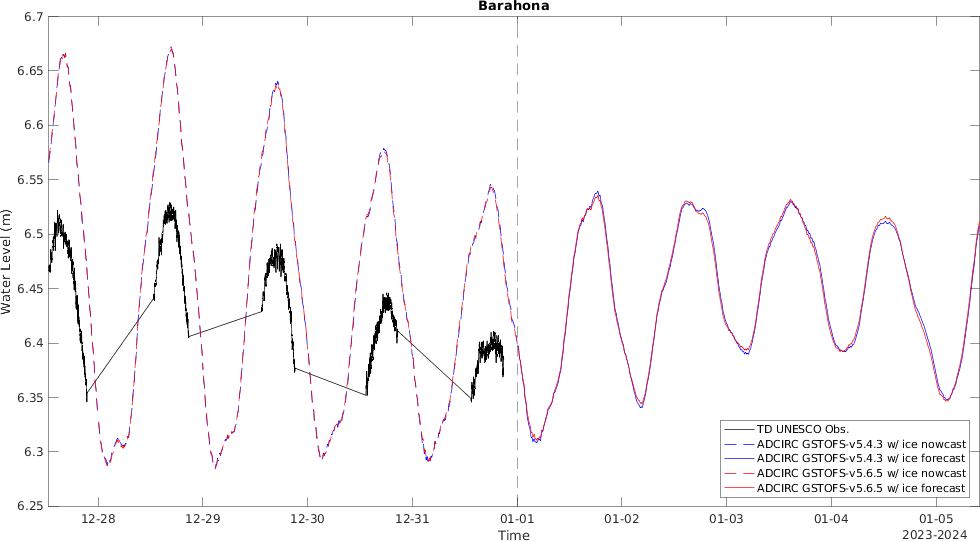 Barahona
6.7
6.65
6.6
6.55
6.5
6.45
6.4
6.35
6.3
6.25
Water Level (m)
TD UNESCO Obs.
ADCIRC GSTOFS-v5.4.3 w/ ice nowcast
ADCIRC GSTOFS-v5.4.3 w/ ice forecast
ADCIRC GSTOFS-v5.6.5 w/ ice nowcast
ADCIRC GSTOFS-v5.6.5 w/ ice forecast
12-28 12-29 12-30 12-31 01-01 01-02 01-03 01-04 01-05
Time
2023-2024